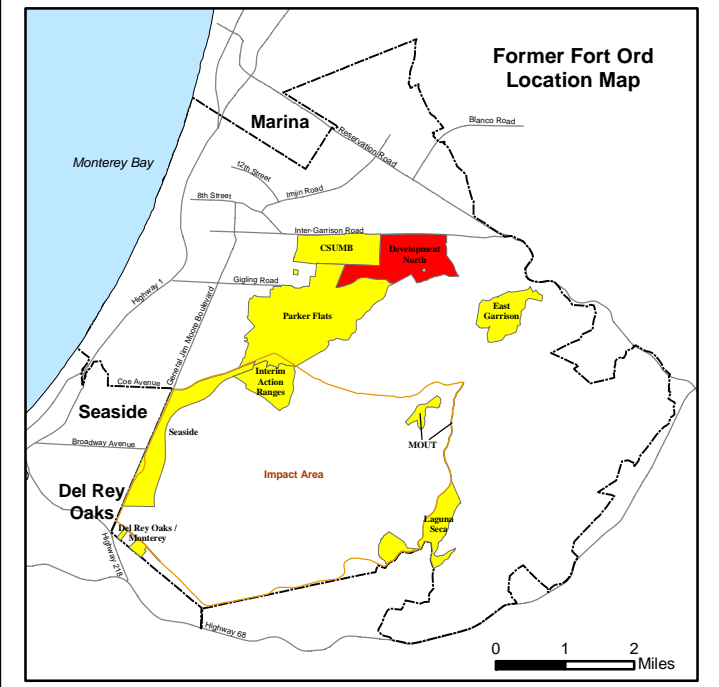 Former Fort Ord
Location Map
Marina
Blanco Road
Reservation Road
Monterey Bay
12th Street
Imjin Road
8th Street
Inter-Garrison Road
CSUMB
Development
North
Gigling Road
Highway 1
General Jim Moore Boulevard
Parker Flats
East
Garrison
Interim
Action
Ranges
Coe Avenue
Seaside
Seaside
MOUT
Broadway Avenue
Impact Area
Del Rey
Oaks
Laguna
Seca
Del Rey Oaks /
Monterey
Highway 218
Highway 68
0 1 2
Miles